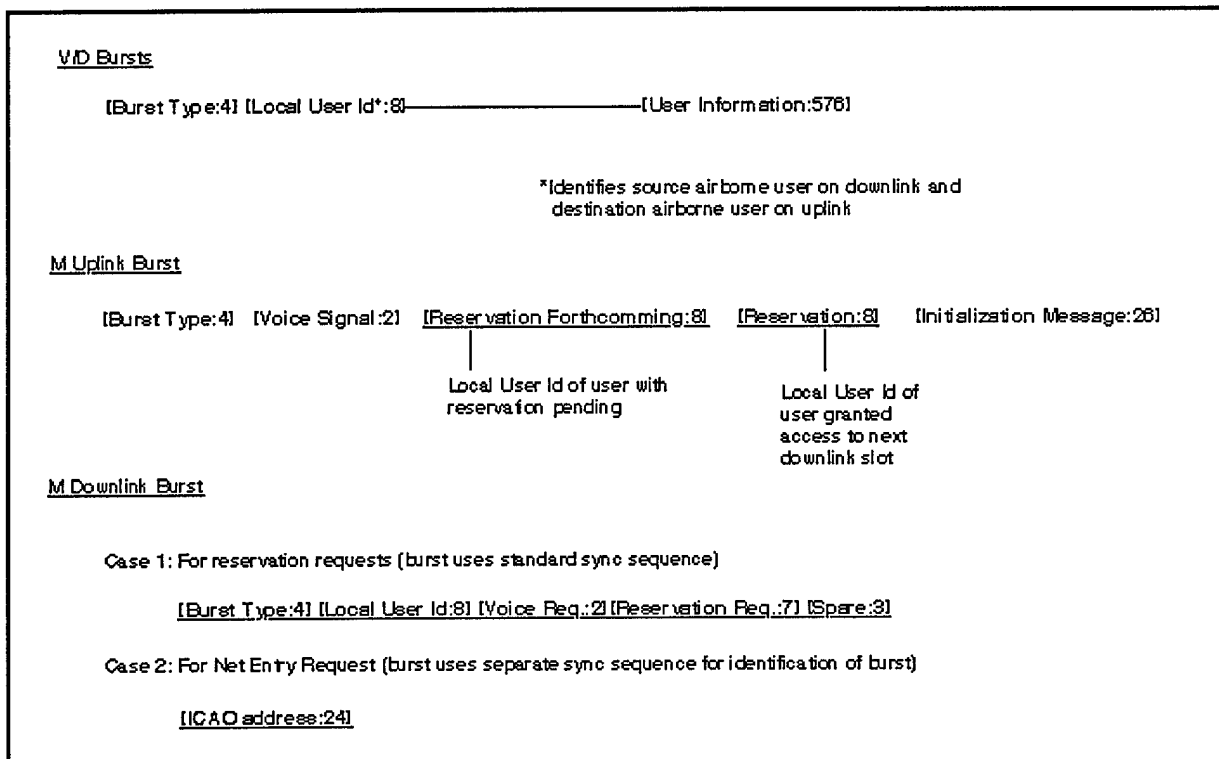 V/D Bursts
[Burst Type:4] [Local User Id*:8] [User Information:576]
*Identifies source airborne user on downlink and
destination airborne user on uplink
M Uplink Burst
[Burst Type:4] [Voice Signal:2] [Reservation Forthcomming:8] [Reservation:8] [Initialization Message:26]
Local User Id of user with
reservation pending
Local User Id of
user granted
access to next
downlink slot
M Downlink Burst
Case 1: For reservation requests (burst uses standard sync sequence)
[Burst Type:4] [Local User Id:8] [Voice Req.:2] [Reservation Req.:7] [Spare:3]
Case 2: For Net Entry Request (burst uses separate sync sequence for identification of burst)
[ICAO address:24]